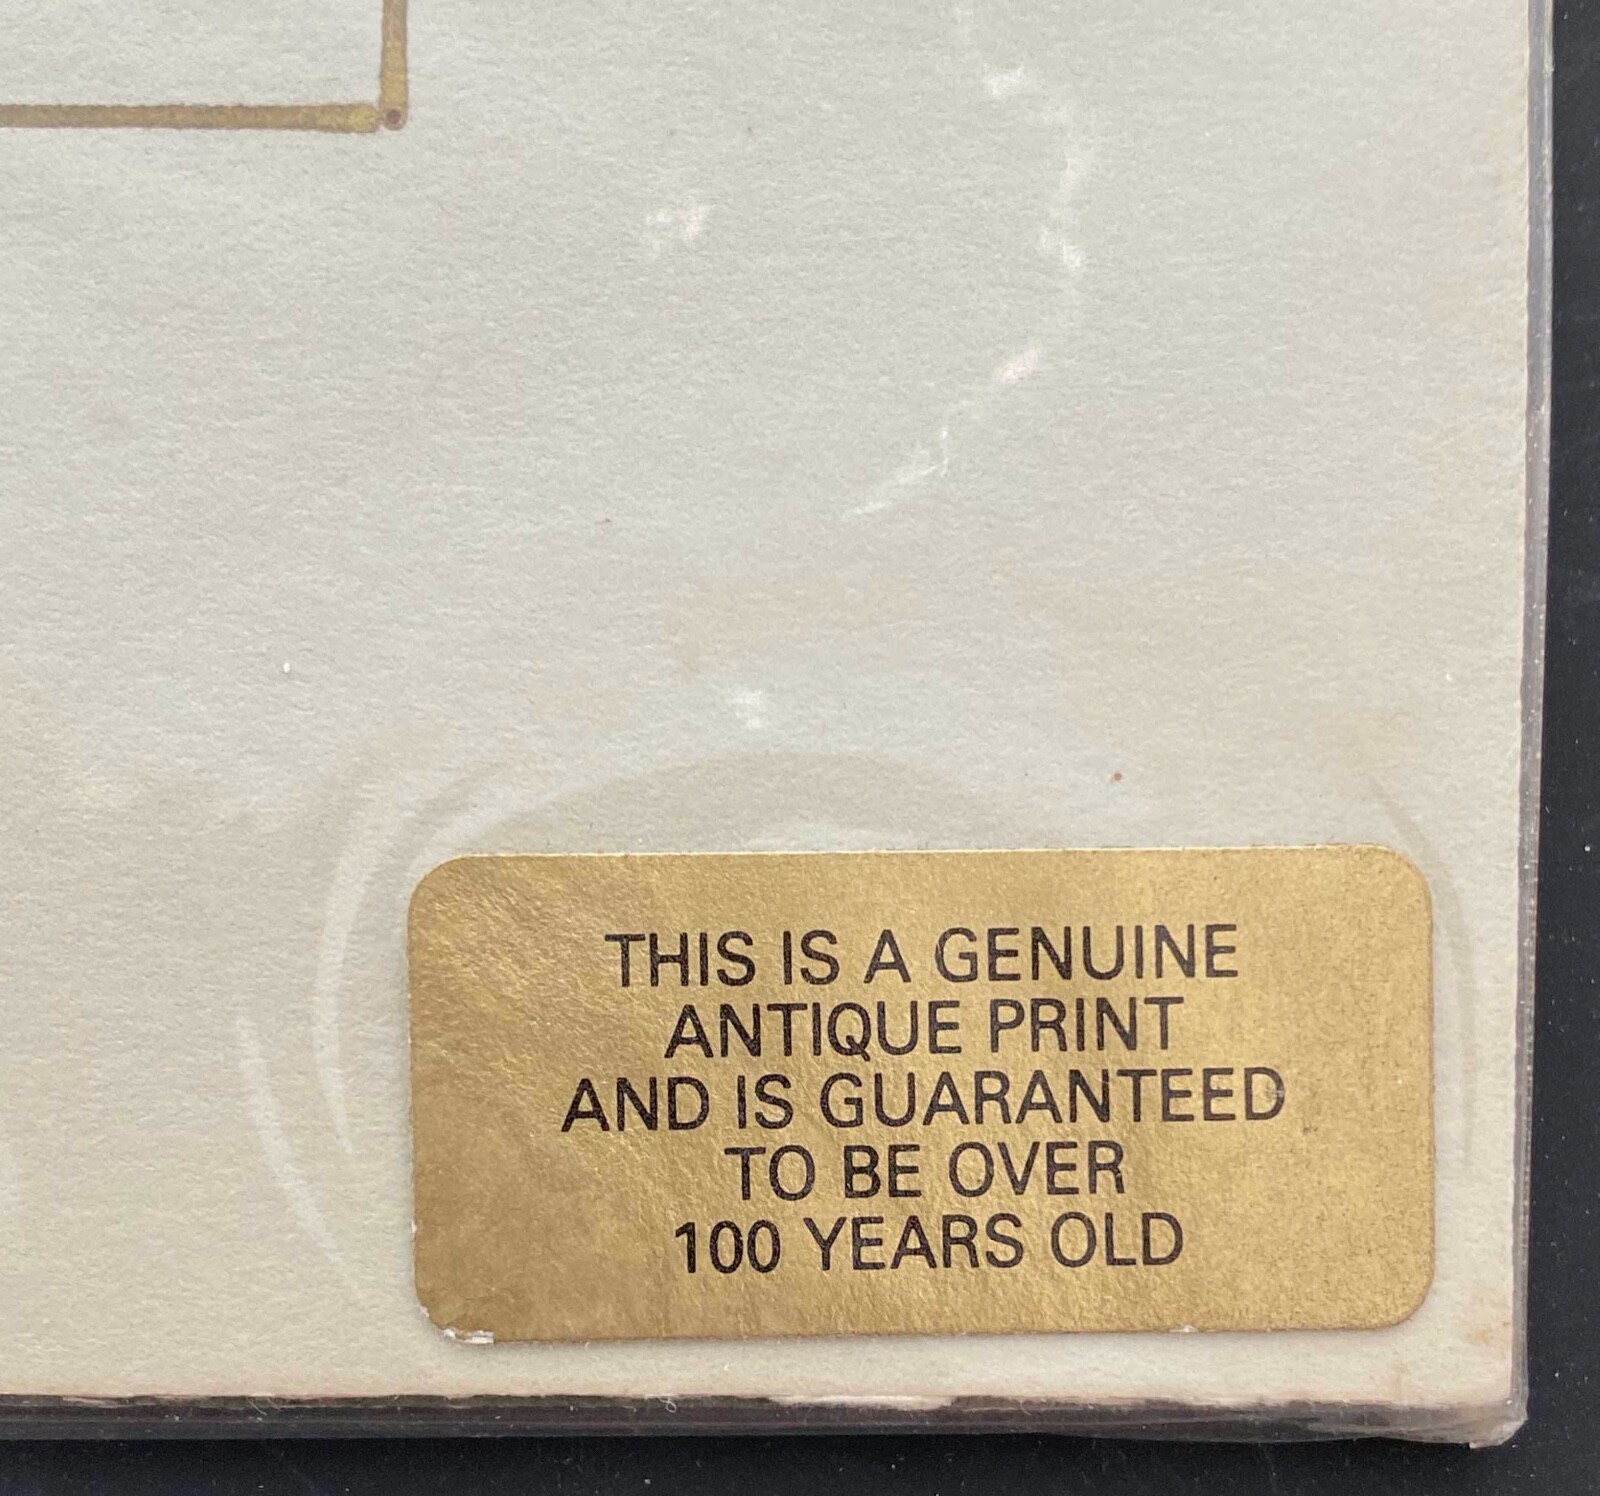 THIS IS A GENUINE
ANTIQUE PRINT
AND IS GUARANTEED
TO BE OVER
100 YEARS OLD